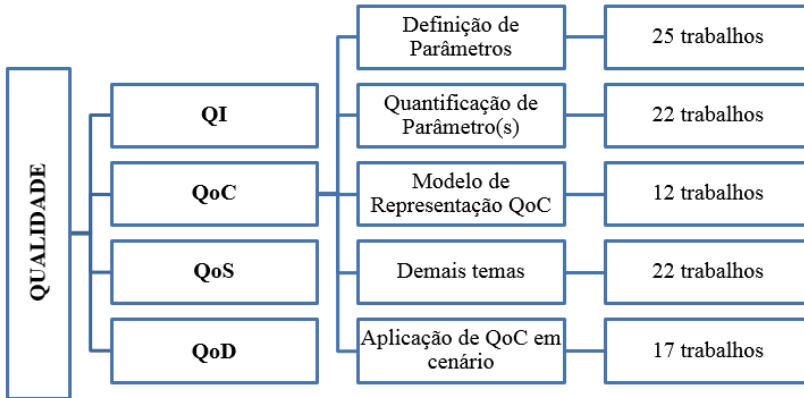 QUALIDADE
QI
QoC
QoS
QoD
Definição de
Parâmetros
25 trabalhos
Quantificação de
Parâmetro(s)
22 trabalhos
Modelo de
Representação QoC
12 trabalhos
Demais temas
22 trabalhos
Aplicação de QoC em
cenário
17 trabalhos